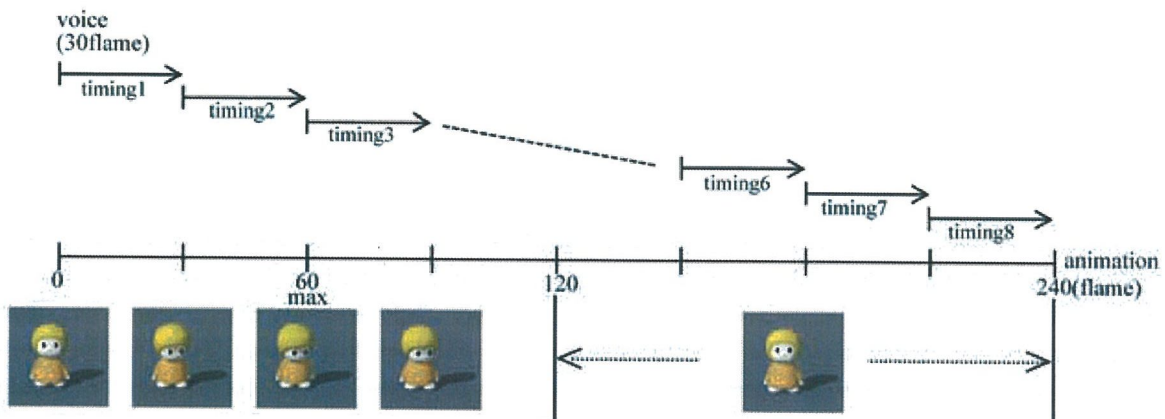 voice
(30flame)
timing1
timing2
timing3
timing6
timing7
timing8
0
60
max
120
240(flame)
animation